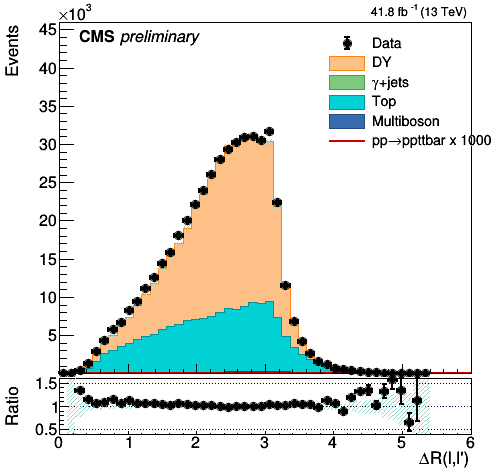 ×10³
41.8 fb⁻¹ (13 TeV)
CMS preliminary
Events
45
40
35
30
25
20
15
10
5
Data
DY
γ+jets
Top
Multiboson
pp→ppttbar x 1000
Ratio
1.5
1
0.5
0 1 2 3 4 5 6
ΔR(l,l')